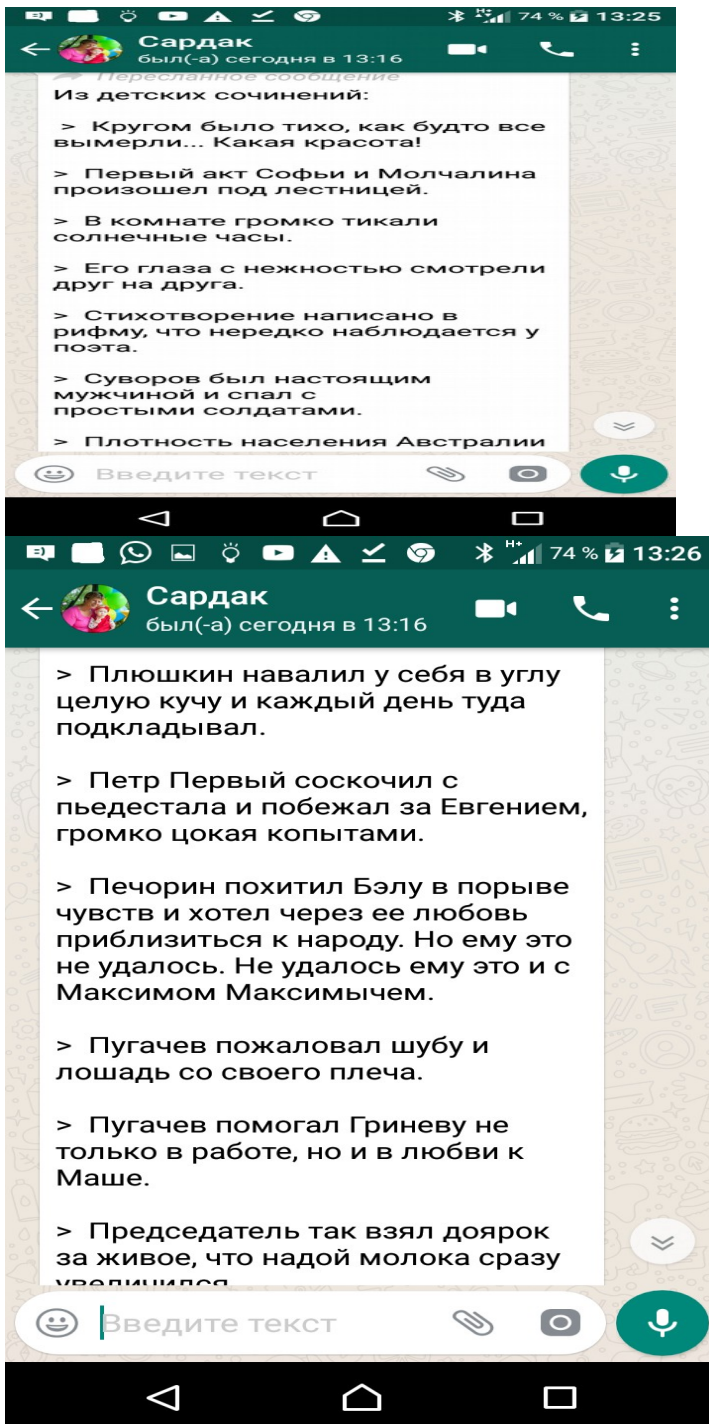 74 % 13:25
Сардак
был(-а) сегодня в 13:16
Пересланное сообщение
Из детских сочинений:
> Кругом было тихо, как будто все
вымерли... Какая красота!
> Первый акт Софьи и Молчалина
произошел под лестницей.
> В комнате громко тикали
солнечные часы.
> Его глаза с нежностью смотрели
друг на друга.
> Стихотворение написано в
рифму, что нередко наблюдается у
поэта.
> Суворов был настоящим
мужчиной и спал с
простыми солдатами.
> Плотность населения Австралии
Введите текст
H+ 74 % 13:26
Сардак
был(-а) сегодня в 13:16
> Плюшкин навалил у себя в углу
целую кучу и каждый день туда
подкладывал.
> Петр Первый соскочил с
пьедестала и побежал за Евгением,
громко цокая копытами.
> Печорин похитил Бэлу в порыве
чувств и хотел через ее любовь
приблизиться к народу. Но ему это
не удалось. Не удалось ему это и с
Максимом Максимычем.
> Пугачев пожаловал шубу и
лошадь со своего плеча.
> Пугачев помогал Гриневу не
только в работе, но и в любви к
Маше.
> Председатель так взял доярок
за живое, что надой молока сразу
увеличился
Введите текст